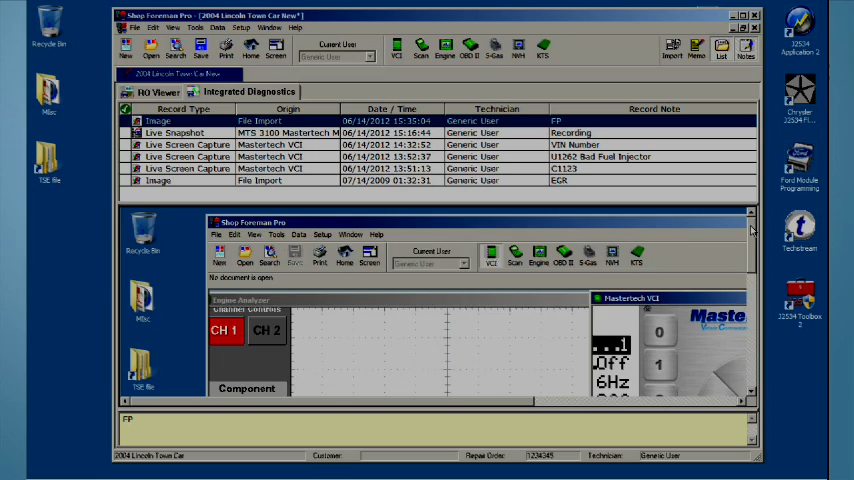 Shop Foreman Pro - [2004 Lincoln Town Car New*]
File Edit View Tools Data Setup Window Help
New Open Search Save Print Home Screen
Current User
Generic User
VCI Scan Engine OBD II 5-Gas NVH KTS
Import Memo List Notes
2004 Lincoln Town Car New
RO Viewer Integrated Diagnostics
Record Type Origin Date / Time Technician Record Note
Image File Import 06/14/2012 15:35:04 Generic User FP
Live Snapshot MTS 3100 Mastertech M 06/14/2012 15:16:44 Generic User Recording
Live Screen Capture Mastertech VCI 06/14/2012 14:32:52 Generic User VIN Number
Live Screen Capture Mastertech VCI 06/14/2012 13:52:37 Generic User U1262 Bad Fuel Injector
Live Screen Capture Mastertech VCI 06/14/2012 13:51:13 Generic User C1123
Image File Import 07/14/2009 01:32:31 Generic User EGR
Shop Foreman Pro
File Edit View Tools Data Setup Window Help
New Open Search Save Print Home Screen
Current User
Generic User
VCI Scan Engine OBD II 5-Gas NVH KTS
No document is open
Engine Analyzer
Channel Controls
CH 1 CH 2
Component
Mastertech VCI
Maste
...1
.Off
6Hz
0
1
Recycle Bin
MIsc
TSE file
FP
2004 Lincoln Town Car Customer: Repair Order: 1234345 Technician: Generic User
Recycle Bin
MIsc
TSE file
J2534
Application 2
Chrysler
J2534 Fl...
Ford Module
Programming
Techstream
J2534 Toolbox
2